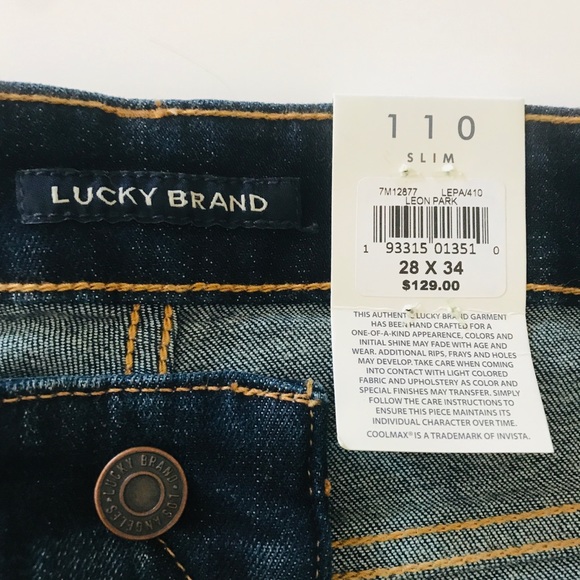 LUCKY BRAND
110
SLIM
7M12877 LEPA/410
LEON PARK
1 93315 01351 0
28 X 34
$129.00
THIS AUTHENTIC LUCKY BRAND GARMENT
HAS BEEN HAND CRAFTED FOR A
ONE-OF-A-KIND APPEARENCE, COLORS AND
INITIAL SHINE MAY FADE WITH AGE AND
WEAR. ADDITIONAL RIPS, FRAYS AND HOLES
MAY DEVELOP. TAKE CARE WHEN COMING
INTO CONTACT WITH LIGHT COLORED
FABRIC AND UPHOLSTERY AS COLOR AND
SPECIAL FINISHES MAY TRANSFER. SIMPLY
FOLLOW THE CARE INSTRUCTIONS TO
ENSURE THIS PIECE MAINTAINS ITS
INDIVIDUAL CHARACTER OVER TIME.
COOLMAX® IS A TRADEMARK OF INVISTA.
LUCKY BRAND
LOS ANGELES